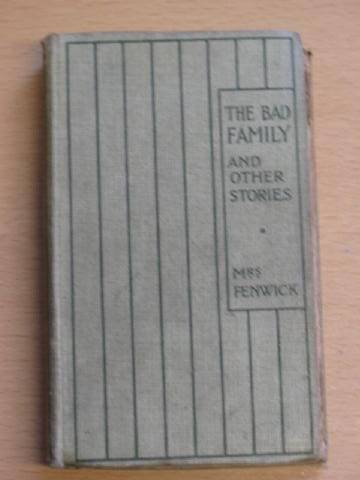 THE BAD
FAMILY
AND
OTHER
STORIES
MRS
FENWICK